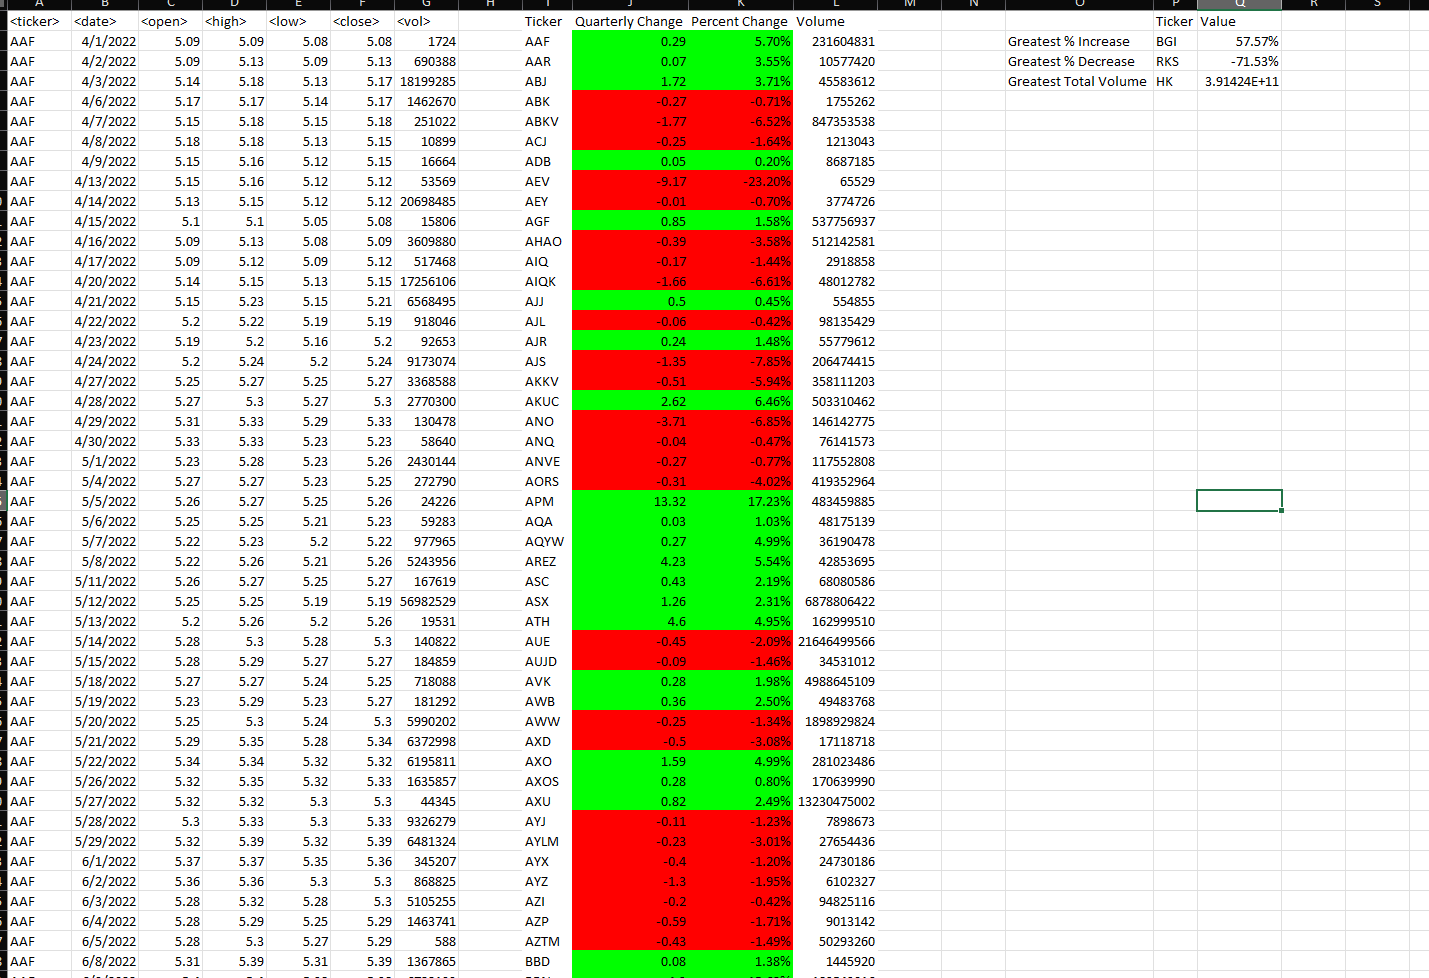 A B C D E F G H I J K L M N O P Q R S
<ticker> <date> <open> <high> <low> <close> <vol> Ticker Quarterly Change Percent Change Volume Ticker Value
AAF 4/1/2022 5.09 5.09 5.08 5.08 1724 AAF 0.29 5.70% 231604831 Greatest % Increase BGI 57.57%
AAF 4/2/2022 5.09 5.13 5.09 5.13 690388 AAR 0.07 3.55% 10577420 Greatest % Decrease RKS -71.53%
AAF 4/3/2022 5.14 5.18 5.13 5.17 18199285 ABJ 1.72 3.71% 45583612 Greatest Total Volume HK 3.91424E+11
AAF 4/6/2022 5.17 5.17 5.14 5.17 1462670 ABK -0.27 -0.71% 1755262
AAF 4/7/2022 5.15 5.18 5.15 5.18 251022 ABKV -1.77 -6.52% 847353538
AAF 4/8/2022 5.18 5.18 5.13 5.15 10899 ACJ -0.25 -1.64% 1213043
AAF 4/9/2022 5.15 5.16 5.12 5.15 16664 ADB 0.05 0.20% 8687185
AAF 4/13/2022 5.15 5.16 5.12 5.12 53569 AEV -9.17 -23.20% 65529
AAF 4/14/2022 5.13 5.15 5.12 5.12 20698485 AEY -0.01 -0.70% 3774726
AAF 4/15/2022 5.1 5.1 5.05 5.08 15806 AGF 0.85 1.58% 537756937
AAF 4/16/2022 5.09 5.13 5.08 5.09 3609880 AHAO -0.39 -3.58% 512142581
AAF 4/17/2022 5.09 5.12 5.09 5.12 517468 AIQ -0.17 -1.44% 2918858
AAF 4/20/2022 5.14 5.15 5.13 5.15 17256106 AIQK -1.66 -6.61% 48012782
AAF 4/21/2022 5.15 5.23 5.15 5.21 6568495 AJJ 0.5 0.45% 554855
AAF 4/22/2022 5.2 5.22 5.19 5.19 918046 AJL -0.06 -0.42% 98135429
AAF 4/23/2022 5.19 5.2 5.16 5.2 92653 AJR 0.24 1.48% 55779612
AAF 4/24/2022 5.2 5.24 5.2 5.24 9173074 AJS -1.35 -7.85% 206474415
AAF 4/27/2022 5.25 5.27 5.25 5.27 3368588 AKKV -0.51 -5.94% 358111203
AAF 4/28/2022 5.27 5.3 5.27 5.3 2770300 AKUC 2.62 6.46% 503310462
AAF 4/29/2022 5.31 5.33 5.29 5.33 130478 ANO -3.71 -6.85% 146142775
AAF 4/30/2022 5.33 5.33 5.23 5.23 58640 ANQ -0.04 -0.47% 76141573
AAF 5/1/2022 5.23 5.28 5.23 5.26 2430144 ANVE -0.27 -0.77% 117552808
AAF 5/4/2022 5.27 5.27 5.23 5.25 272790 AORS -0.31 -4.02% 419352964
AAF 5/5/2022 5.26 5.27 5.25 5.26 24226 APM 13.32 17.23% 483459885
AAF 5/6/2022 5.25 5.25 5.21 5.23 59283 AQA 0.03 1.03% 48175139
AAF 5/7/2022 5.22 5.23 5.2 5.22 977965 AQYW 0.27 4.99% 36190478
AAF 5/8/2022 5.22 5.26 5.21 5.26 5243956 AREZ 4.23 5.54% 42853695
AAF 5/11/2022 5.26 5.27 5.25 5.27 167619 ASC 0.43 2.19% 68080586
AAF 5/12/2022 5.25 5.25 5.19 5.19 56982529 ASX 1.26 2.31% 6878806422
AAF 5/13/2022 5.2 5.26 5.2 5.26 19531 ATH 4.6 4.95% 162999510
AAF 5/14/2022 5.28 5.3 5.28 5.3 140822 AUE -0.45 -2.09% 21646499566
AAF 5/15/2022 5.28 5.29 5.27 5.27 184859 AUJD -0.09 -1.46% 34531012
AAF 5/18/2022 5.27 5.27 5.24 5.25 718088 AVK 0.28 1.98% 4988645109
AAF 5/19/2022 5.23 5.29 5.23 5.27 181292 AWB 0.36 2.50% 49483768
AAF 5/20/2022 5.25 5.3 5.24 5.3 5990202 AWW -0.25 -1.34% 1898929824
AAF 5/21/2022 5.29 5.35 5.28 5.34 6372998 AXD -0.5 -3.08% 17118718
AAF 5/22/2022 5.34 5.34 5.32 5.32 6195811 AXO 1.59 4.99% 281023486
AAF 5/26/2022 5.32 5.35 5.32 5.33 1635857 AXOS 0.28 0.80% 170639990
AAF 5/27/2022 5.32 5.32 5.3 5.3 44345 AXU 0.82 2.49% 13230475002
AAF 5/28/2022 5.3 5.33 5.3 5.33 9326279 AYJ -0.11 -1.23% 7898673
AAF 5/29/2022 5.32 5.39 5.32 5.39 6481324 AYLM -0.23 -3.01% 27654436
AAF 6/1/2022 5.37 5.37 5.35 5.36 345207 AYX -0.4 -1.20% 24730186
AAF 6/2/2022 5.36 5.36 5.3 5.3 868825 AYZ -1.3 -1.95% 6102327
AAF 6/3/2022 5.28 5.32 5.28 5.3 5105255 AZI -0.2 -0.42% 94825116
AAF 6/4/2022 5.28 5.29 5.25 5.29 1463741 AZP -0.59 -1.71% 9013142
AAF 6/5/2022 5.28 5.3 5.27 5.29 588 AZTM -0.43 -1.49% 50293260
AAF 6/8/2022 5.31 5.39 5.31 5.39 1367865 BBD 0.08 1.38% 1445920